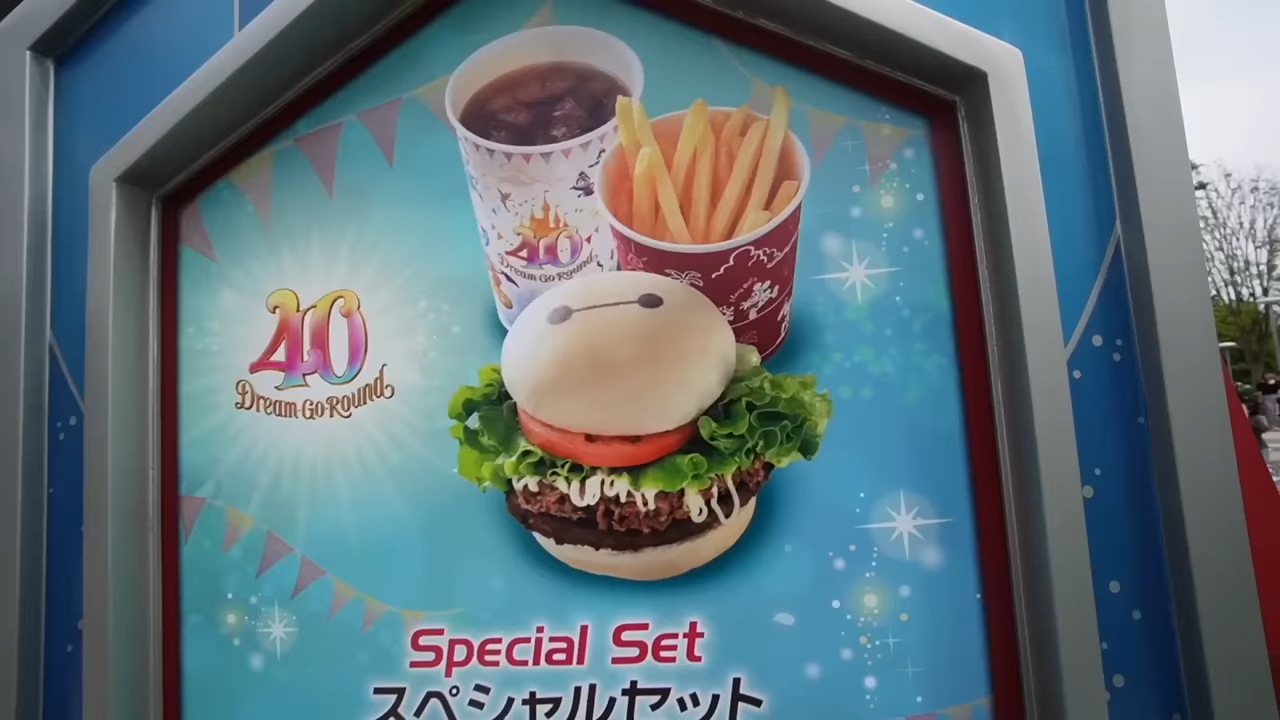 40
Dream Go Round
40
Dream-Go-Round
Special Set
スペシャルセット